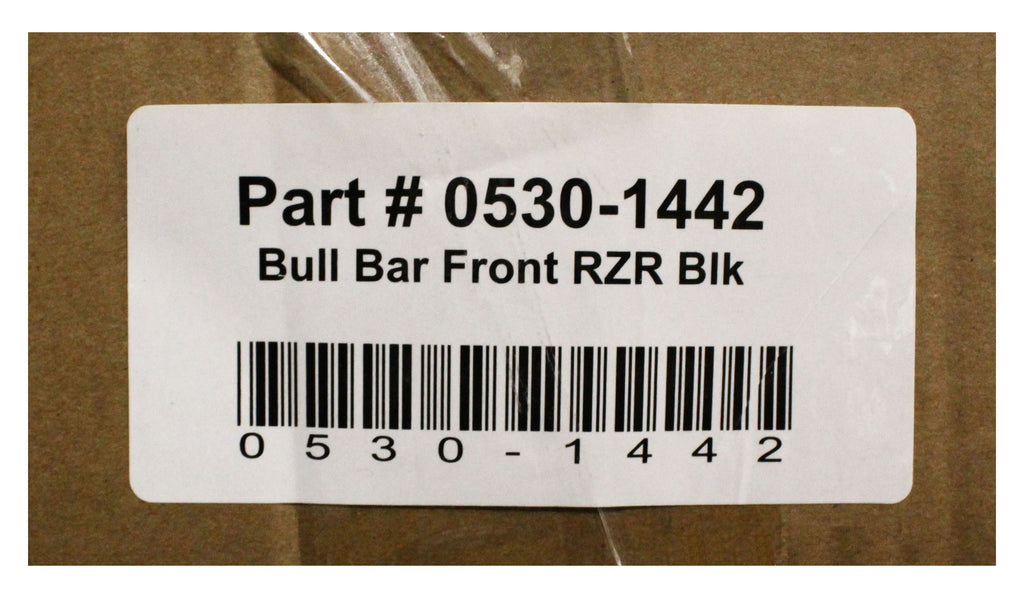 Part # 0530-1442
Bull Bar Front RZR Blk
0530-1442